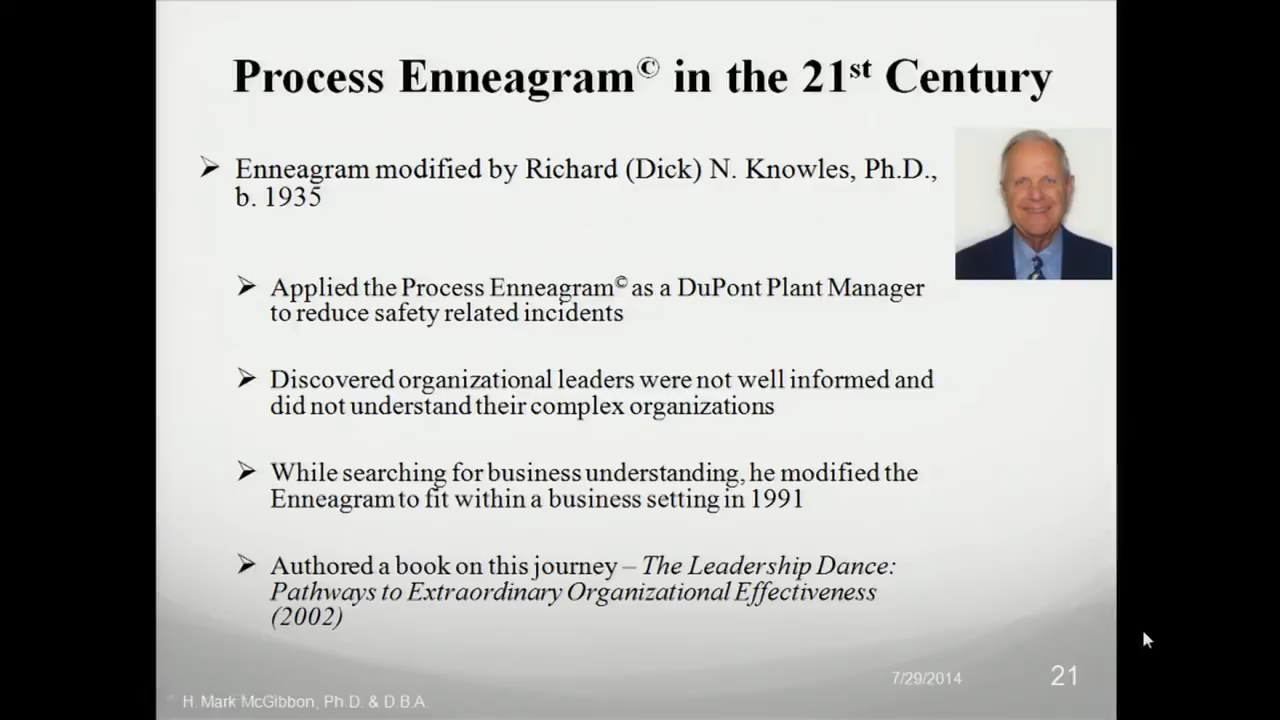 Process Enneagram© in the 21st Century
➢ Enneagram modified by Richard (Dick) N. Knowles, Ph.D.,
b. 1935
➢ Applied the Process Enneagram© as a DuPont Plant Manager
to reduce safety related incidents
➢ Discovered organizational leaders were not well informed and
did not understand their complex organizations
➢ While searching for business understanding, he modified the
Enneagram to fit within a business setting in 1991
➢ Authored a book on this journey – The Leadership Dance:
Pathways to Extraordinary Organizational Effectiveness
(2002)
7/29/2014
21
H. Mark McGibbon, Ph.D. & D.B.A.